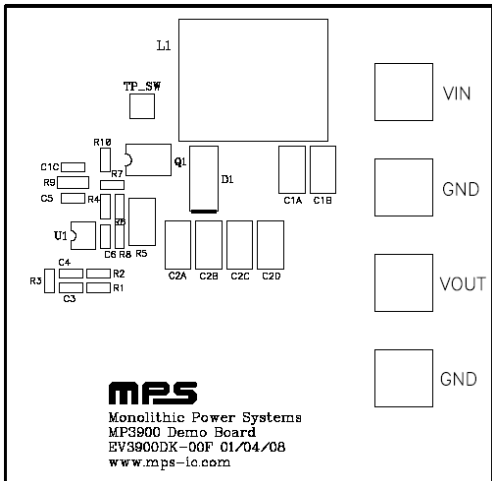 L1
TP_SW
VIN
R10
Q1
C1C
R9
R7
D1
GND
C5
R4
C1A C1B
R6
U1
C6 R8 R5
C4 R2
C2A C2B C2C C2D
VOUT
R3
C3 R1
GND
mps
Monolithic Power Systems
MP3900 Demo Board
EV3900DK-00F 01/04/08
www.mps-ic.com